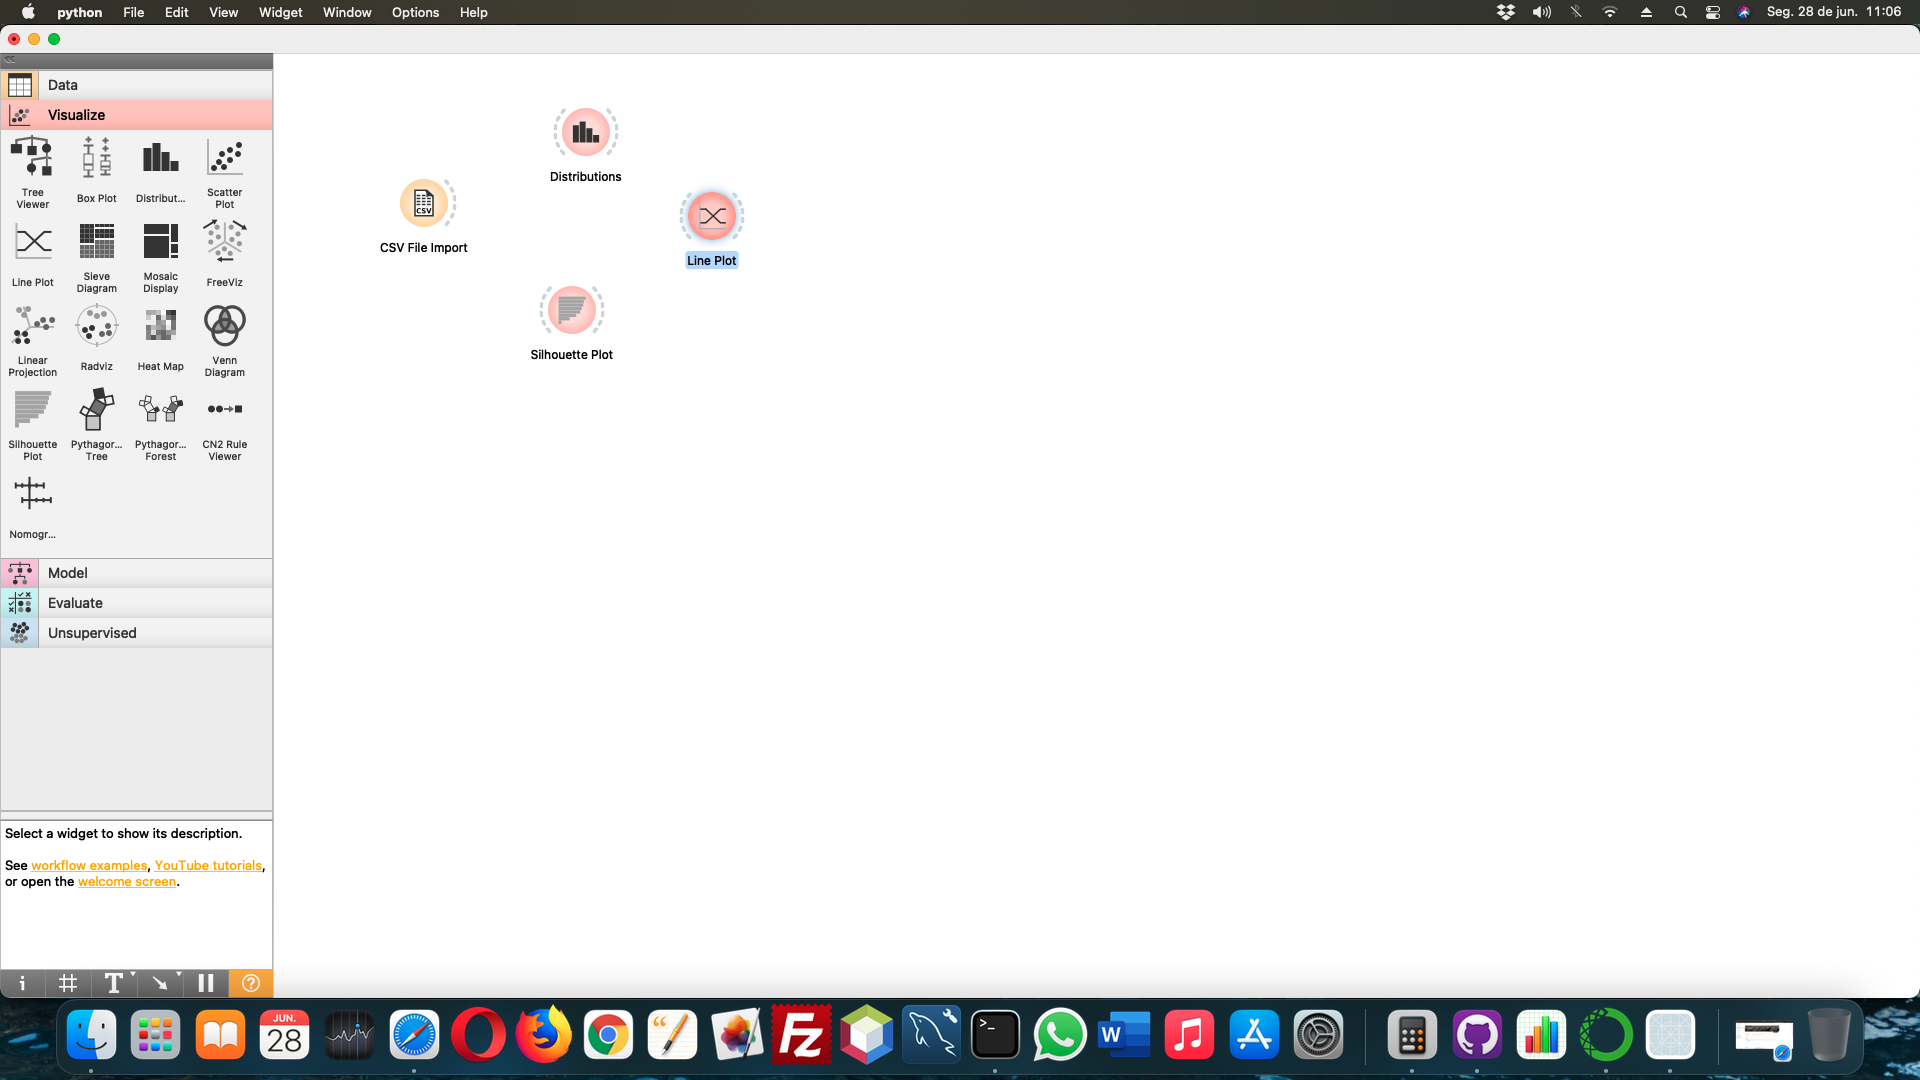 python File Edit View Widget Window Options Help
Seg. 28 de jun. 11:06
Data
Visualize
Tree Viewer
Box Plot
Distribut...
Scatter Plot
Line Plot
Sieve Diagram
Mosaic Display
FreeViz
Linear Projection
Radviz
Heat Map
Venn Diagram
Silhouette Plot
Pythagor... Tree
Pythagor... Forest
CN2 Rule Viewer
Nomogr...
Model
Evaluate
Unsupervised
Select a widget to show its description.
See workflow examples, YouTube tutorials,
or open the welcome screen.
Distributions
CSV
CSV File Import
Line Plot
Silhouette Plot
i
T
?
JUN.
28
Fz
>_
W